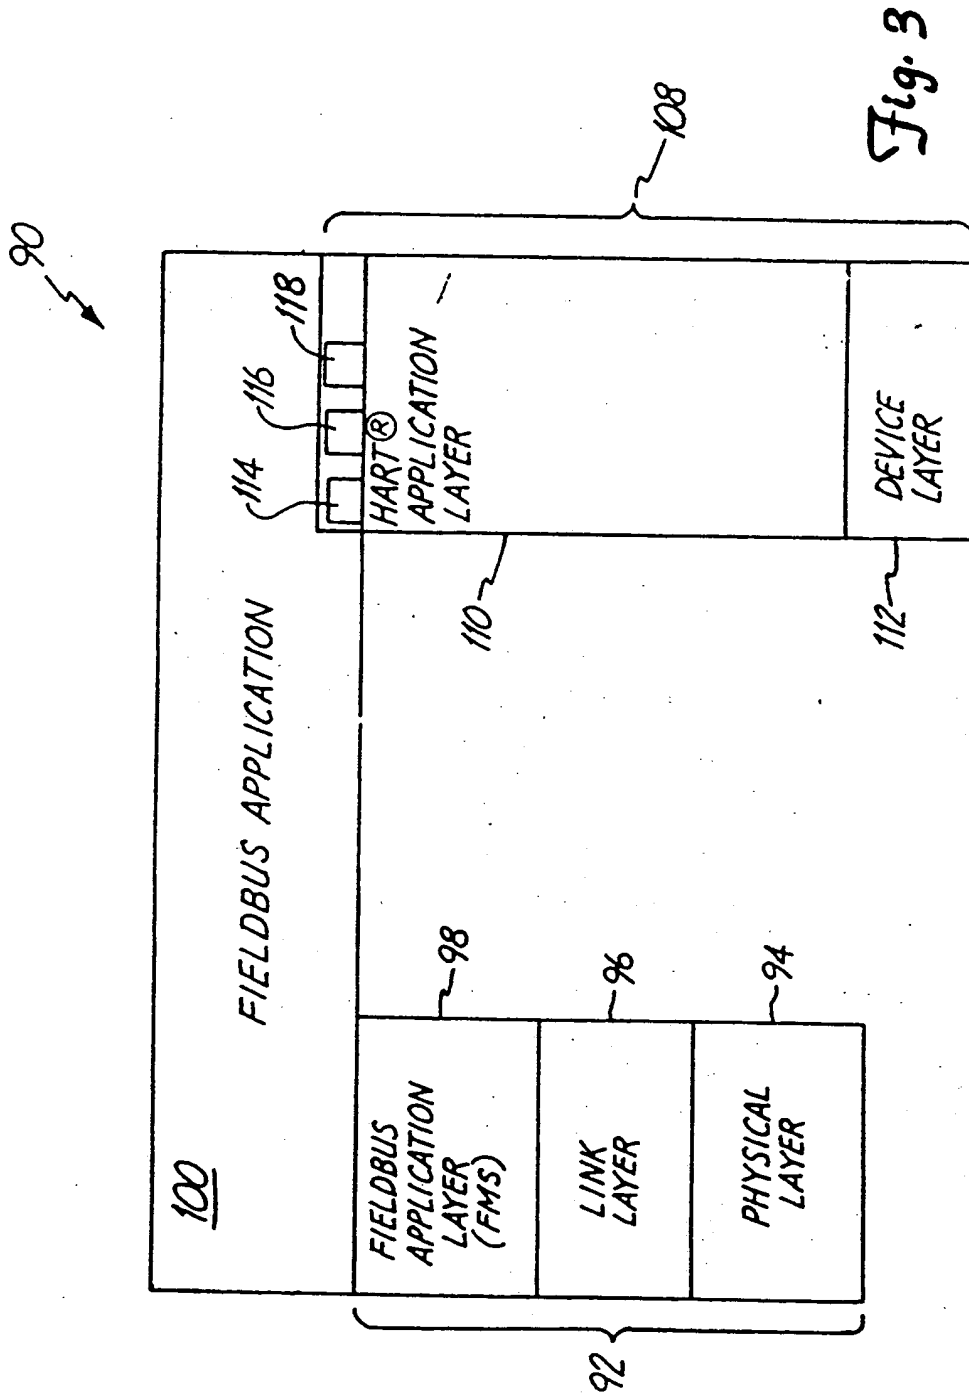 90
100
FIELDBUS APPLICATION
114
116
118
FIELDBUS
APPLICATION
LAYER
(FMS)
98
HART®
APPLICATION
LAYER
110
LINK
LAYER
96
PHYSICAL
LAYER
94
DEVICE
LAYER
112
92
108
Fig. 3